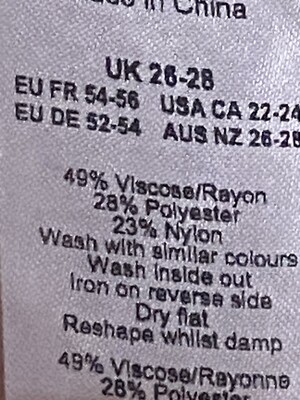 in China
UK 26-28
EU FR 54-56 USA CA 22-24
EU DE 52-54 AUS NZ 26-28
49% Viscose/Rayon
28% Polyester
23% Nylon
Wash with similar colours
Wash inside out
Iron on reverse side
Dry flat
Reshape whilst damp
49% Viscose/Rayonne
28% Polyester